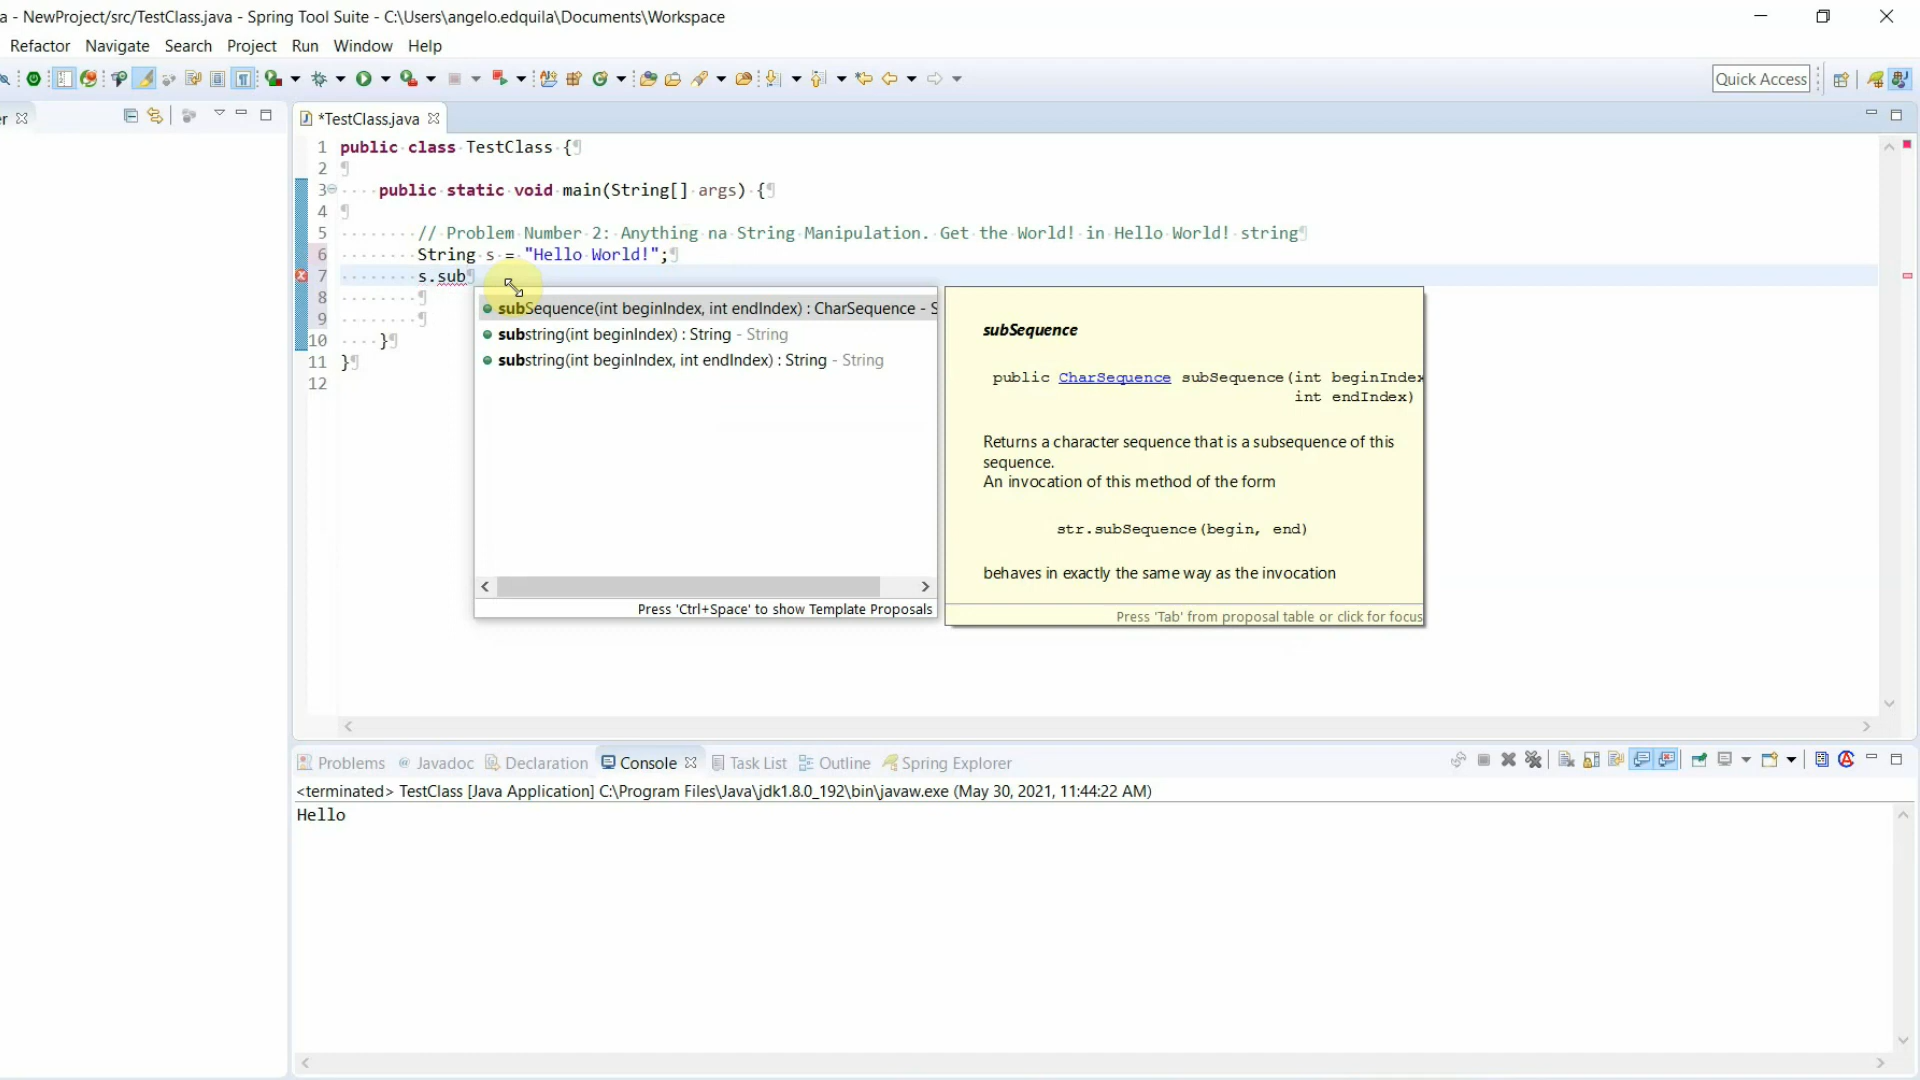 a - NewProject/src/TestClass.java - Spring Tool Suite - C:\Users\angelo.edquila\Documents\Workspace
Refactor Navigate Search Project Run Window Help
Quick Access
er
*TestClass.java
1 public class TestClass {
2
3 public static void main(String[] args) {
4
5 // Problem Number 2: Anything na String Manipulation. Get the World! in Hello World! string
6 String s = "Hello World!";
7 s.sub
8
9
10 }
11 }
12
subSequence(int beginIndex, int endIndex) : CharSequence - S
substring(int beginIndex) : String - String
substring(int beginIndex, int endIndex) : String - String
Press 'Ctrl+Space' to show Template Proposals
subSequence
public CharSequence subSequence(int beginIndex
int endIndex)
Returns a character sequence that is a subsequence of this
sequence.
An invocation of this method of the form
str.subSequence(begin, end)
behaves in exactly the same way as the invocation
Press 'Tab' from proposal table or click for focus
Problems @ Javadoc Declaration Console Task List Outline Spring Explorer
<terminated> TestClass [Java Application] C:\Program Files\Java\jdk1.8.0_192\bin\javaw.exe (May 30, 2021, 11:44:22 AM)
Hello